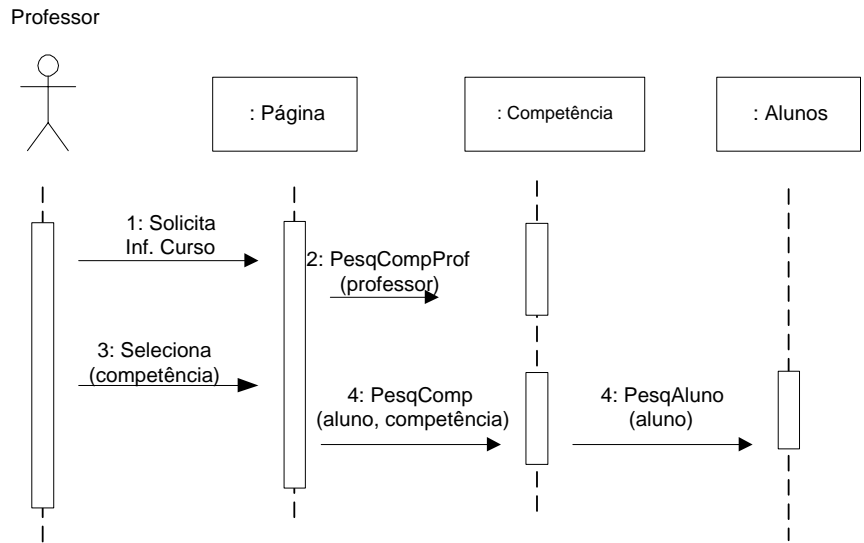 Professor
: Página
: Competência
: Alunos
1: Solicita
Inf. Curso
2: PesqCompProf
(professor)
3: Seleciona
(competência)
4: PesqComp
(aluno, competência)
4: PesqAluno
(aluno)